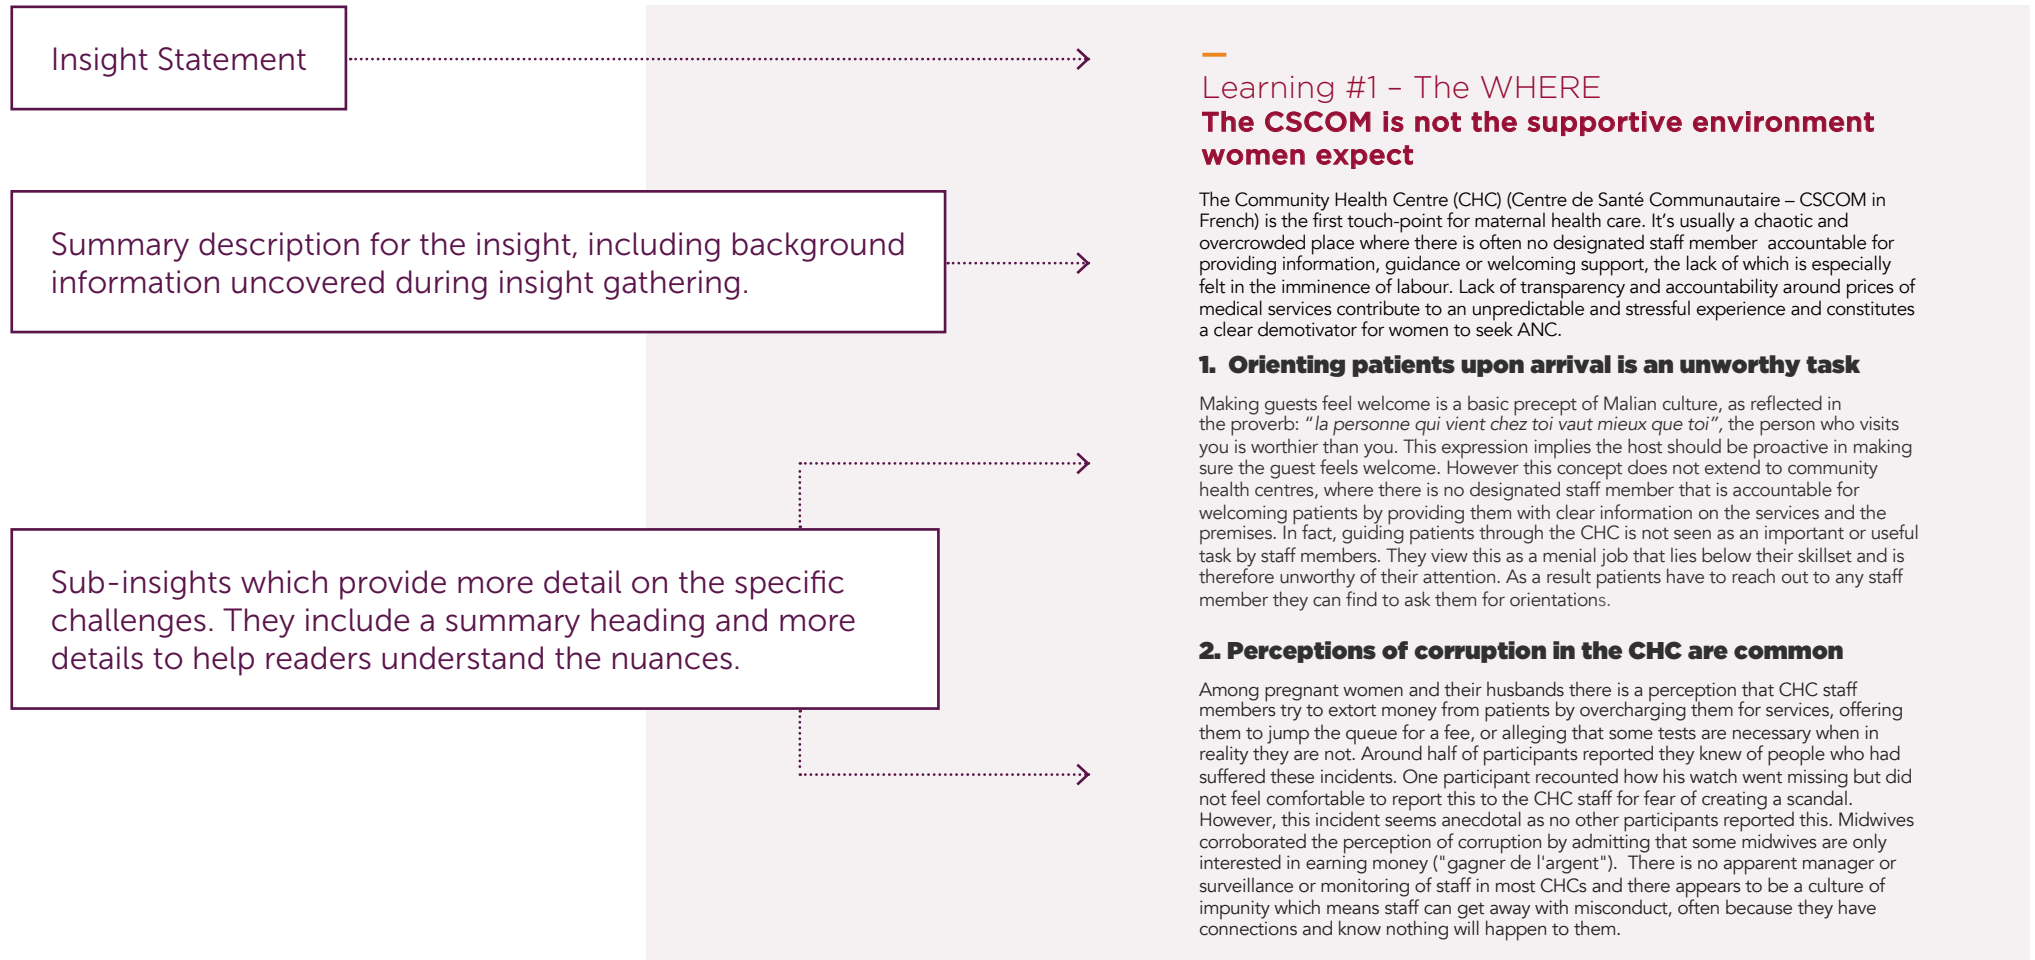 Insight Statement
Summary description for the insight, including background
information uncovered during insight gathering.
Sub-insights which provide more detail on the specific
challenges. They include a summary heading and more
details to help readers understand the nuances.
Learning #1 – The WHERE
The CSCOM is not the supportive environment
women expect
The Community Health Centre (CHC) (Centre de Santé Communautaire – CSCOM in
French) is the first touch-point for maternal health care. It's usually a chaotic and
overcrowded place where there is often no designated staff member accountable for
providing information, guidance or welcoming support, the lack of which is especially
felt in the imminence of labour. Lack of transparency and accountability around prices of
medical services contribute to an unpredictable and stressful experience and constitutes
a clear demotivator for women to seek ANC.
1. Orienting patients upon arrival is an unworthy task
Making guests feel welcome is a basic precept of Malian culture, as reflected in
the proverb: “la personne qui vient chez toi vaut mieux que toi”, the person who visits
you is worthier than you. This expression implies the host should be proactive in making
sure the guest feels welcome. However this concept does not extend to community
health centres, where there is no designated staff member that is accountable for
welcoming patients by providing them with clear information on the services and the
premises. In fact, guiding patients through the CHC is not seen as an important or useful
task by staff members. They view this as a menial job that lies below their skillset and is
therefore unworthy of their attention. As a result patients have to reach out to any staff
member they can find to ask them for orientations.
2. Perceptions of corruption in the CHC are common
Among pregnant women and their husbands there is a perception that CHC staff
members try to extort money from patients by overcharging them for services, offering
them to jump the queue for a fee, or alleging that some tests are necessary when in
reality they are not. Around half of participants reported they knew of people who had
suffered these incidents. One participant recounted how his watch went missing but did
not feel comfortable to report this to the CHC staff for fear of creating a scandal.
However, this incident seems anecdotal as no other participants reported this. Midwives
corroborated the perception of corruption by admitting that some midwives are only
interested in earning money ("gagner de l'argent"). There is no apparent manager or
surveillance or monitoring of staff in most CHCs and there appears to be a culture of
impunity which means staff can get away with misconduct, often because they have
connections and know nothing will happen to them.